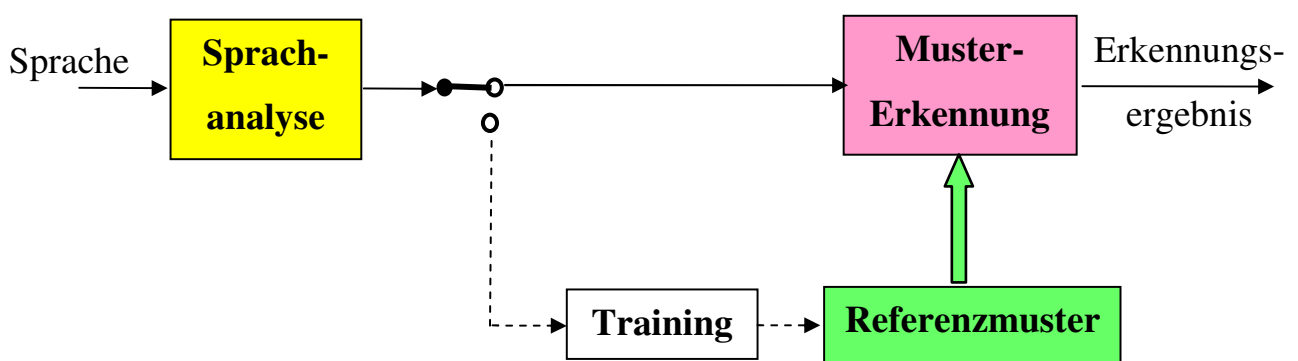 Sprache
Sprach-
analyse
Muster-
Erkennung
Erkennungs-
ergebnis
Training
Referenzmuster